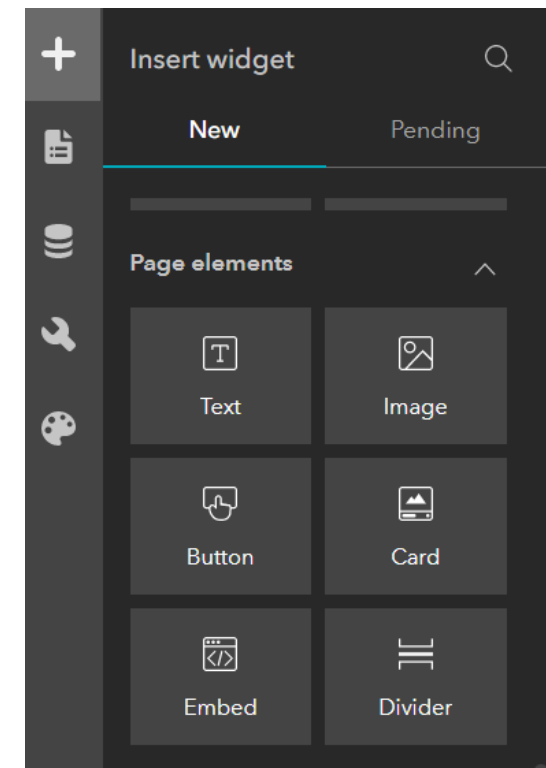 Insert widget
New Pending
Page elements
Text Image
Button Card
Embed Divider